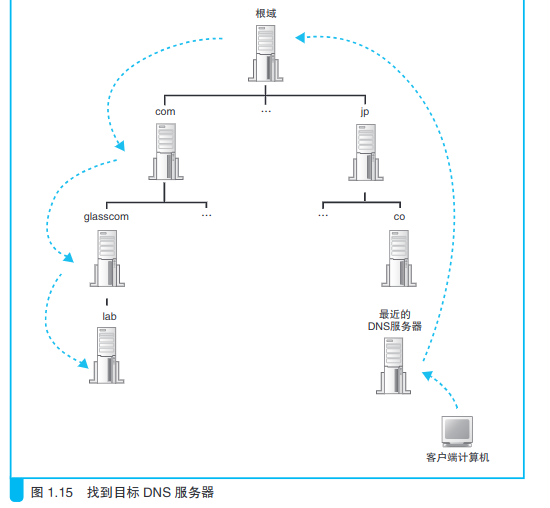 根域
com
…
jp
glasscom
…
…
co
lab
最近的
DNS服务器
客户端计算机
图 1.15 找到目标 DNS 服务器